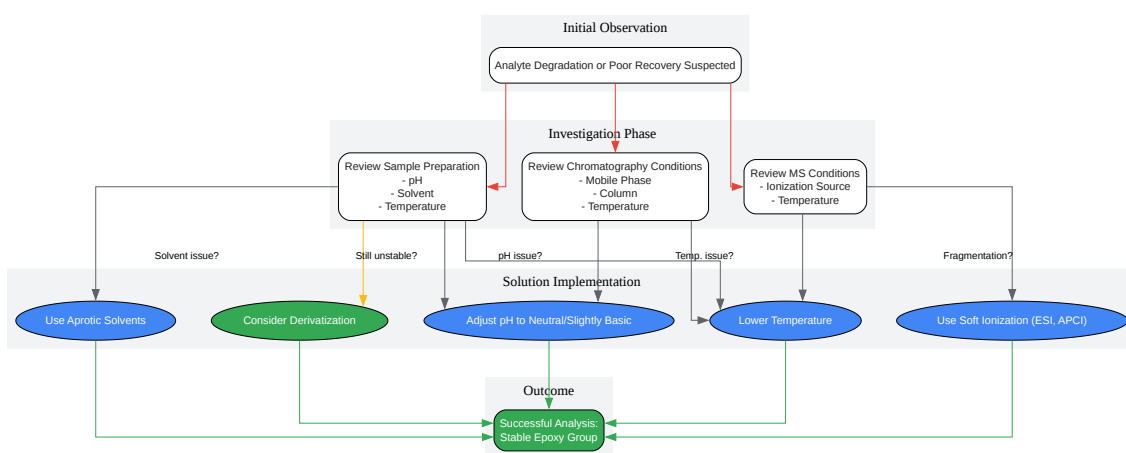 Initial Observation
Analyte Degradation or Poor Recovery Suspected
Investigation Phase
Review Sample Preparation
- pH
- Solvent
- Temperature
Review Chromatography Conditions
- Mobile Phase
- Column
- Temperature
Review MS Conditions
- Ionization Source
- Temperature
Solvent issue?
Still unstable?
pH issue?
Temp. issue?
Fragmentation?
Solution Implementation
Use Aprotic Solvents
Consider Derivatization
Adjust pH to Neutral/Slightly Basic
Lower Temperature
Use Soft Ionization (ESI, APCI)
Outcome
Successful Analysis:
Stable Epoxy Group